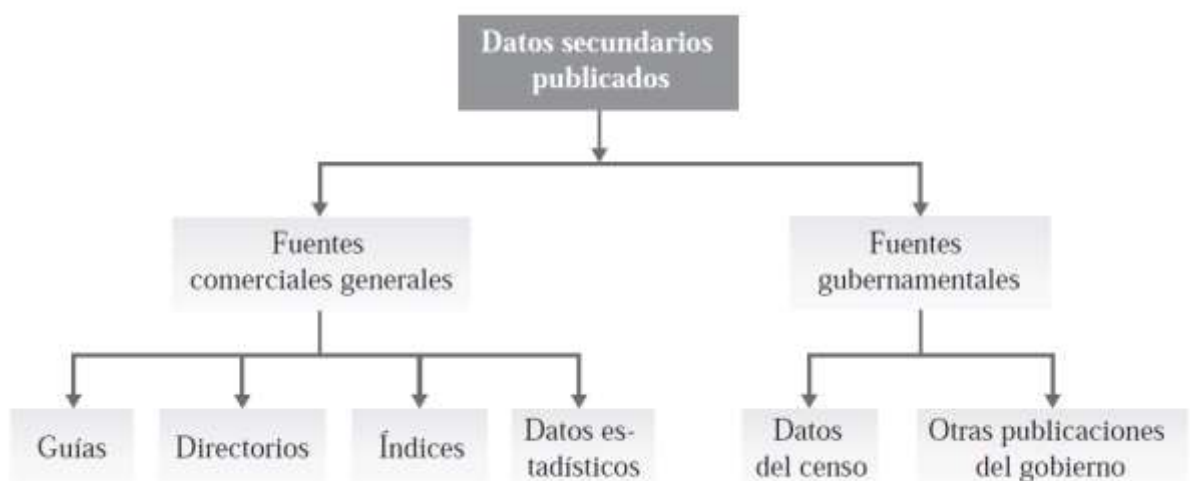 Datos secundarios
publicados
Fuentes
comerciales generales
Fuentes
gubernamentales
Guías
Directorios
Índices
Datos es-
tadísticos
Datos
del censo
Otras publicaciones
del gobierno